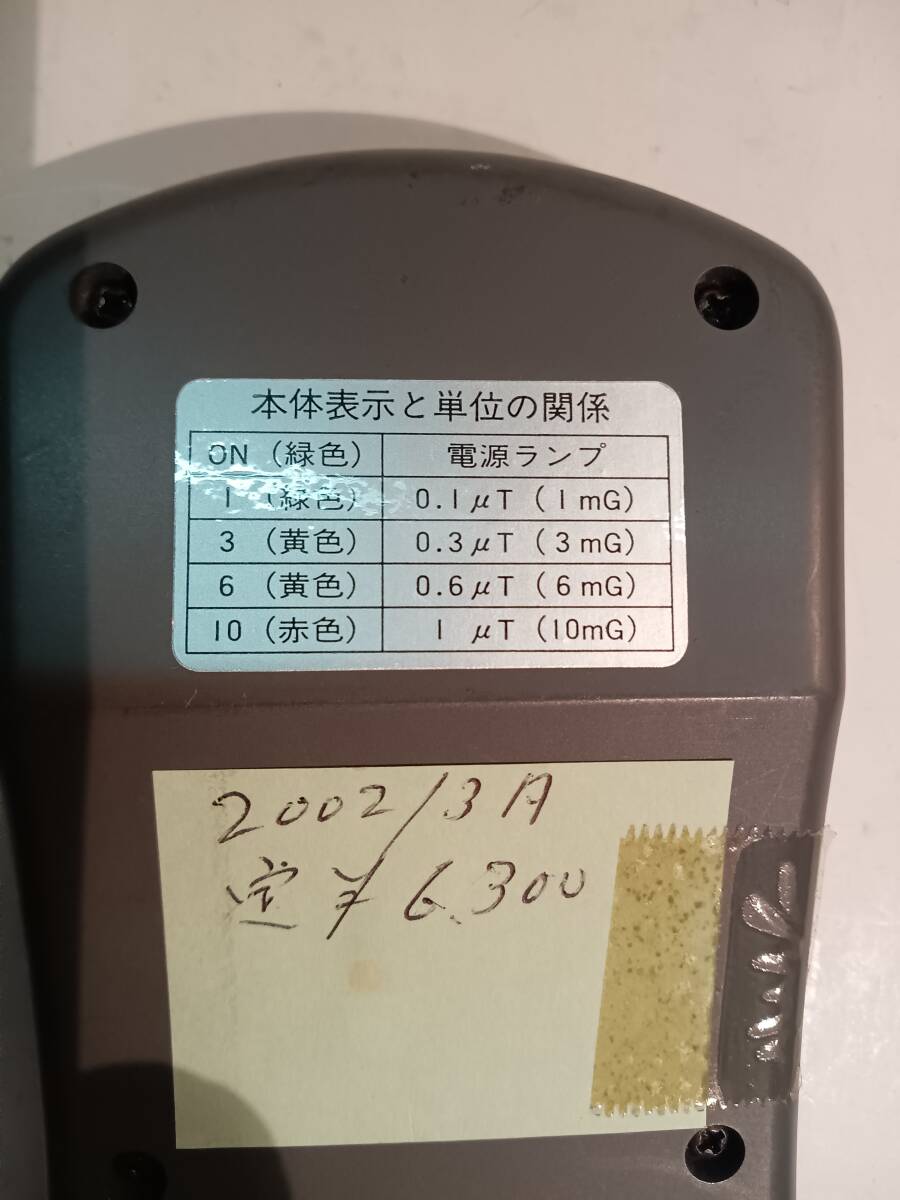 本体表示と単位の関係
ON（緑色） 電源ランプ
1（緑色） 0.1μT（1mG）
3（黄色） 0.3μT（3mG）
6（黄色） 0.6μT（6mG）
10（赤色） 1 μT（10mG）
2002/3月
定¥6.300